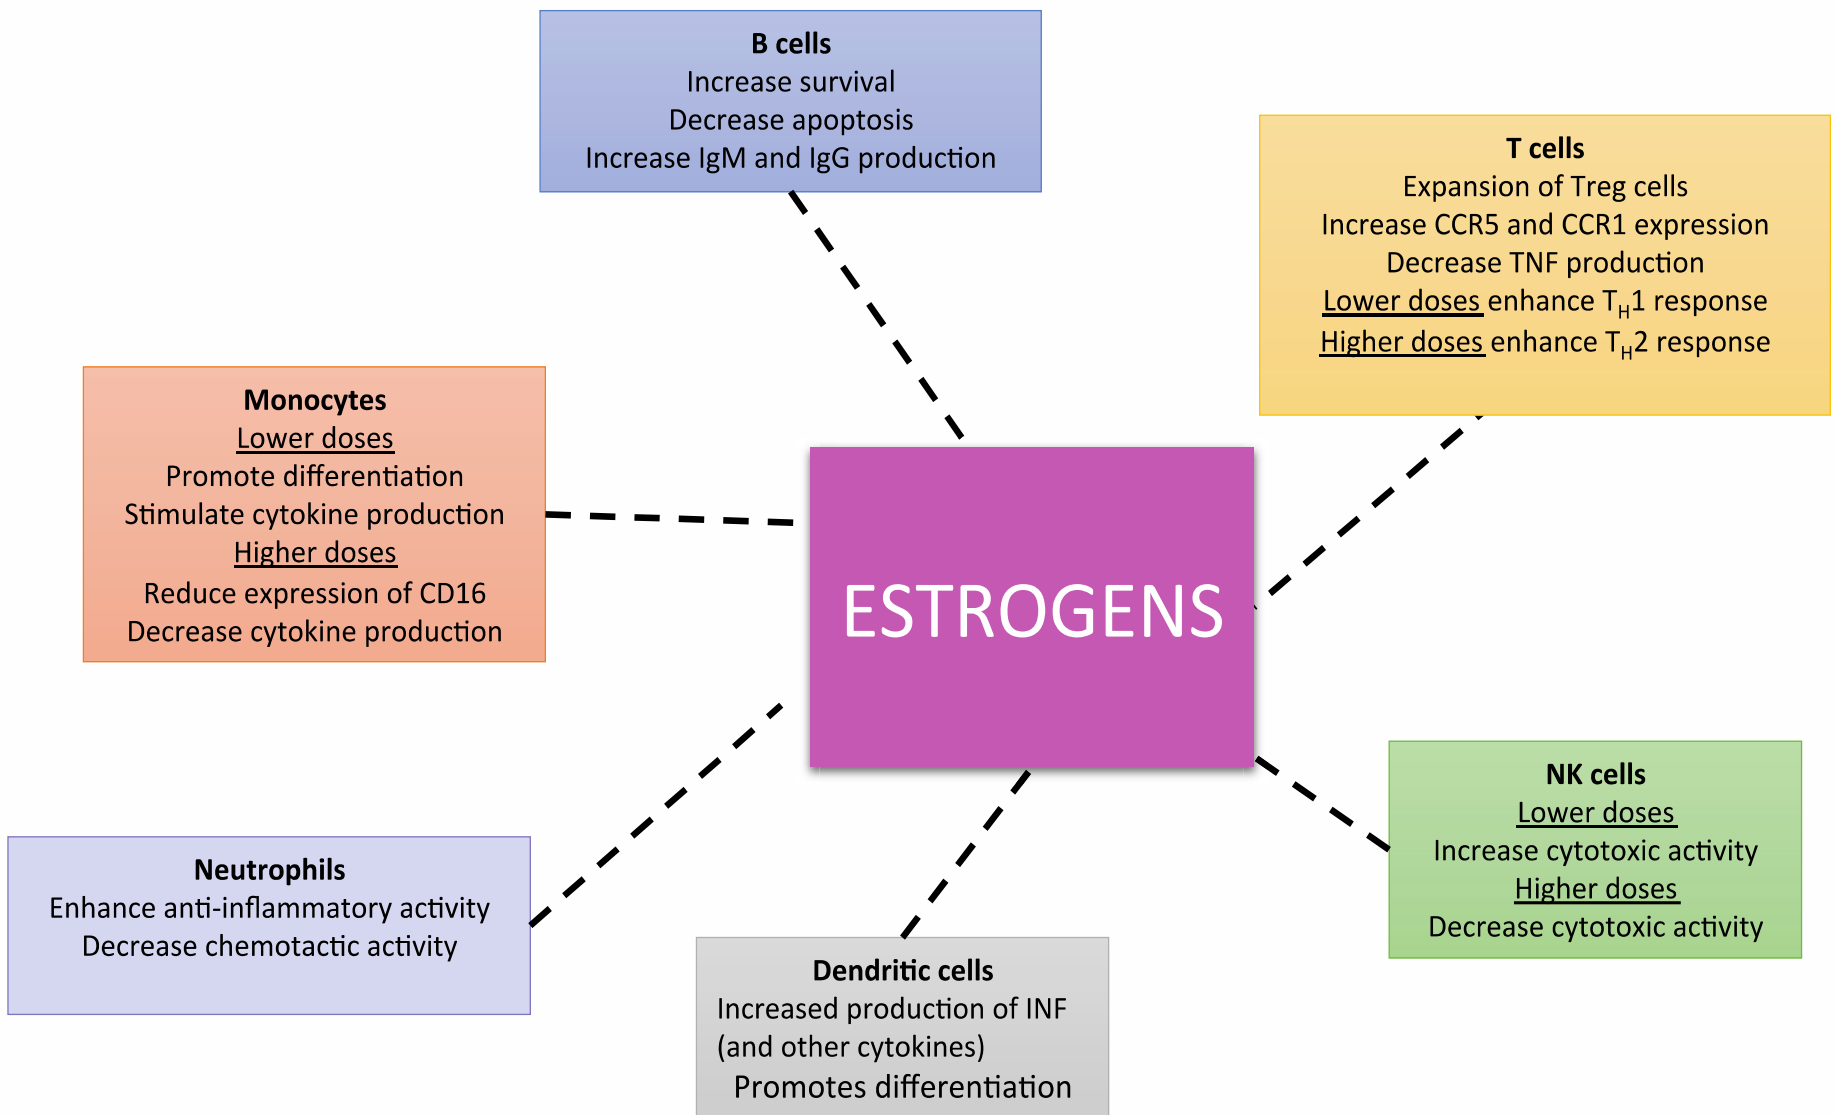 B cells
Increase survival
Decrease apoptosis
Increase IgM and IgG production
T cells
Expansion of Treg cells
Increase CCR5 and CCR1 expression
Decrease TNF production
Lower doses enhance TH1 response
Higher doses enhance TH2 response
Monocytes
Lower doses
Promote differentiation
Stimulate cytokine production
Higher doses
Reduce expression of CD16
Decrease cytokine production
ESTROGENS
NK cells
Lower doses
Increase cytotoxic activity
Higher doses
Decrease cytotoxic activity
Neutrophils
Enhance anti-inflammatory activity
Decrease chemotactic activity
Dendritic cells
Increased production of INF
(and other cytokines)
Promotes differentiation